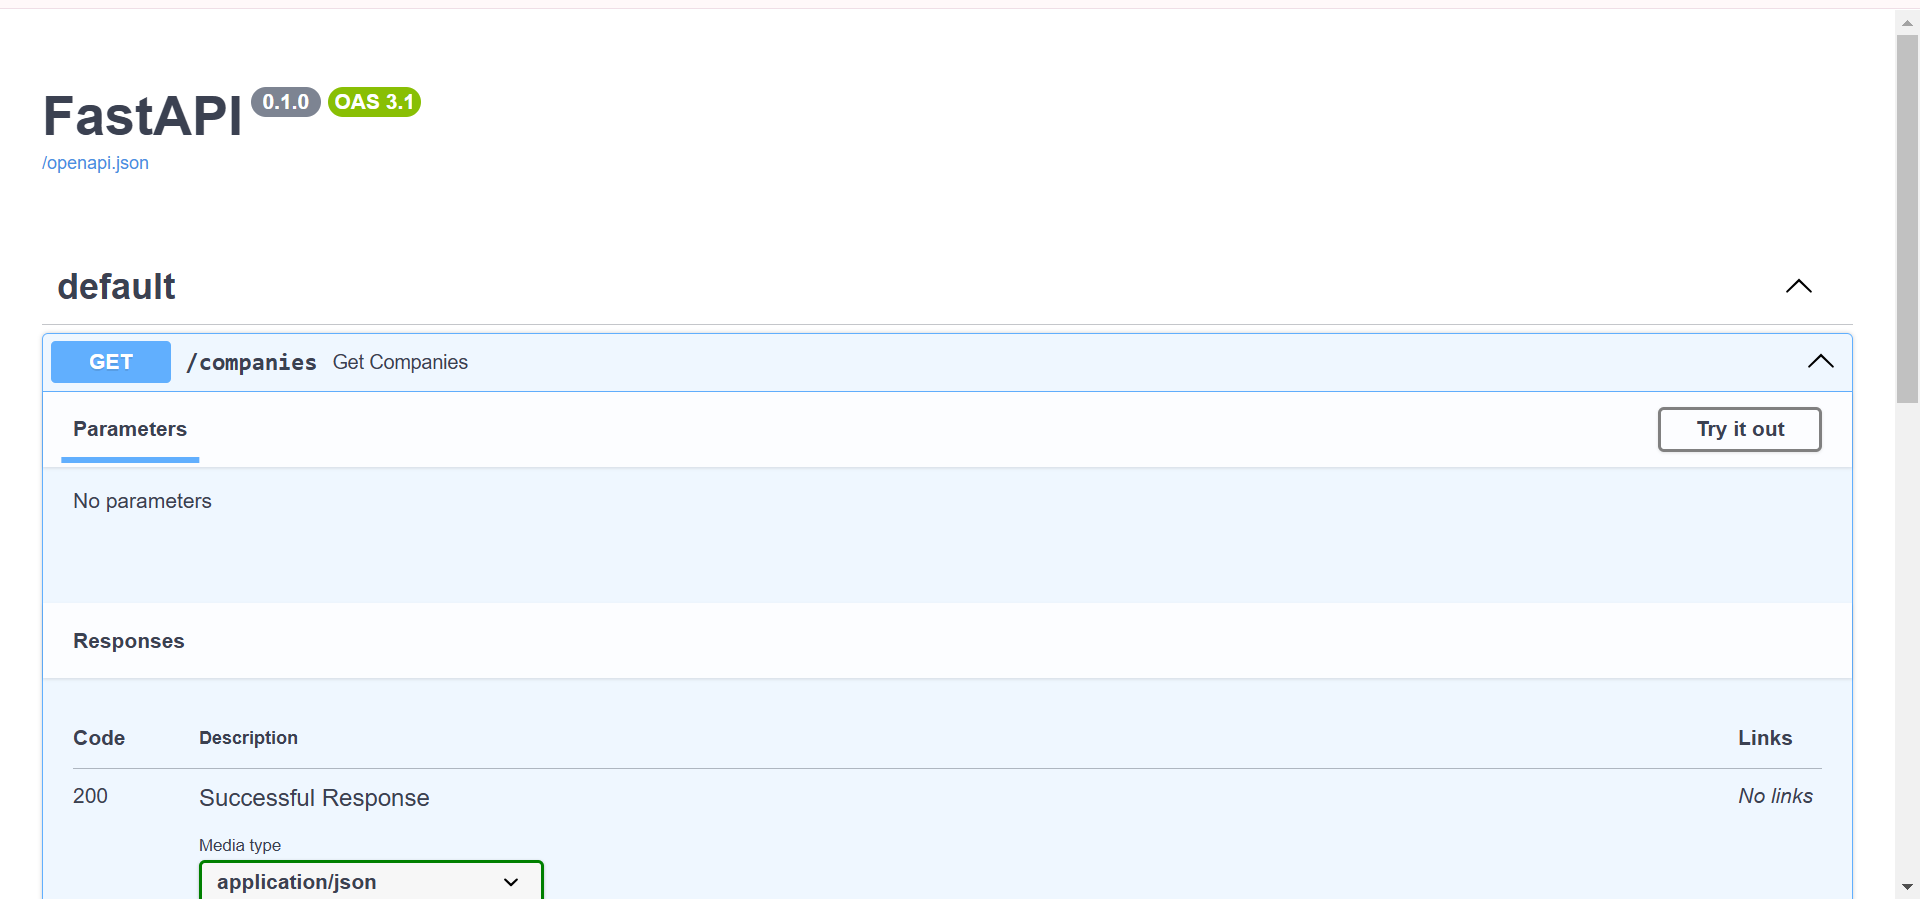 FastAPI 0.1.0 OAS 3.1
/openapi.json
default
GET /companies Get Companies
Parameters Try it out
No parameters
Responses
Code Description Links
200 Successful Response No links
Media type
application/json